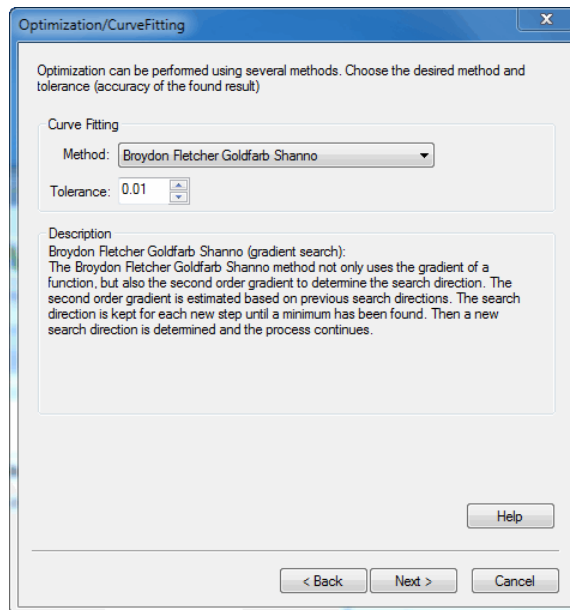 Optimization/CurveFitting
X
Optimization can be performed using several methods. Choose the desired method and
tolerance (accuracy of the found result)
Curve Fitting
Method: Broydon Fletcher Goldfarb Shanno
Tolerance: 0.01
Description
Broydon Fletcher Goldfarb Shanno (gradient search):
The Broydon Fletcher Goldfarb Shanno method not only uses the gradient of a
function, but also the second order gradient to determine the search direction. The
second order gradient is estimated based on previous search directions. The search
direction is kept for each new step until a minimum has been found. Then a new
search direction is determined and the process continues.
Help
< Back Next > Cancel